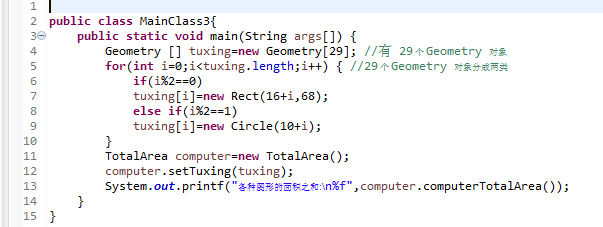 1
2 public class MainClass3{
3 public static void main(String args[]) {
4 Geometry [] tuxing=new Geometry[29]; //有 29个Geometry 对象
5 for(int i=0;i<tuxing.length;i++) { //29个Geometry 对象分成两类
6 if(i%2==0)
7 tuxing[i]=new Rect(16+i,68);
8 else if(i%2==1)
9 tuxing[i]=new Circle(10+i);
10 }
11 TotalArea computer=new TotalArea();
12 computer.setTuxing(tuxing);
13 System.out.printf("各种图形的面积之和:\n%f",computer.computerTotalArea());
14 }
15 }